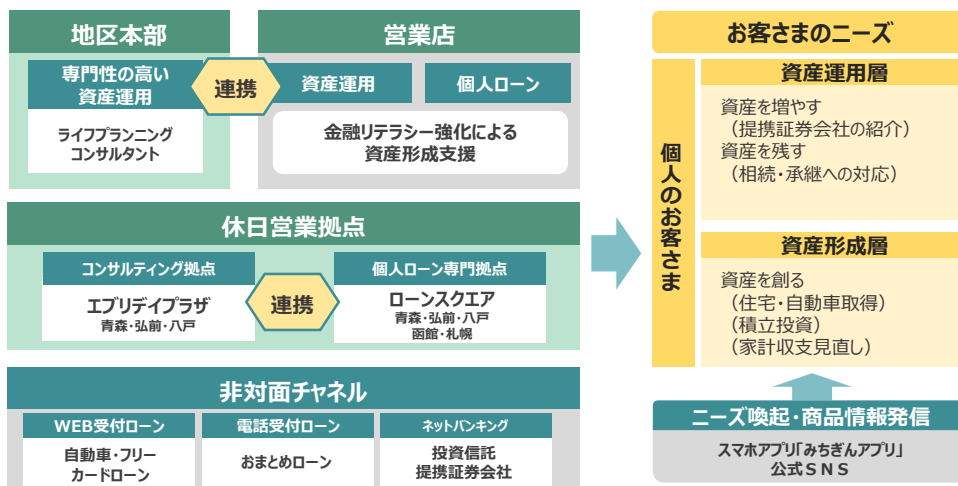 地区本部
専門性の高い
資産運用
ライフプランニング
コンサルタント
連携
営業店
資産運用
個人ローン
金融リテラシー強化による
資産形成支援
休日営業拠点
コンサルティング拠点
エブリデイプラザ
青森・弘前・八戸
連携
個人ローン専門拠点
ローンスクエア
青森・弘前・八戸
函館・札幌
非対面チャネル
WEB受付ローン
自動車・フリー
カードローン
電話受付ローン
おまとめローン
ネットバンキング
投資信託
提携証券会社
お客さまのニーズ
個人のお客さま
資産運用層
資産を増やす
（提携証券会社の紹介）
資産を残す
（相続・承継への対応）
資産形成層
資産を創る
（住宅・自動車取得）
（積立投資）
（家計収支見直し）
ニーズ喚起・商品情報発信
スマホアプリ「みちぎんアプリ」
公式ＳＮＳ